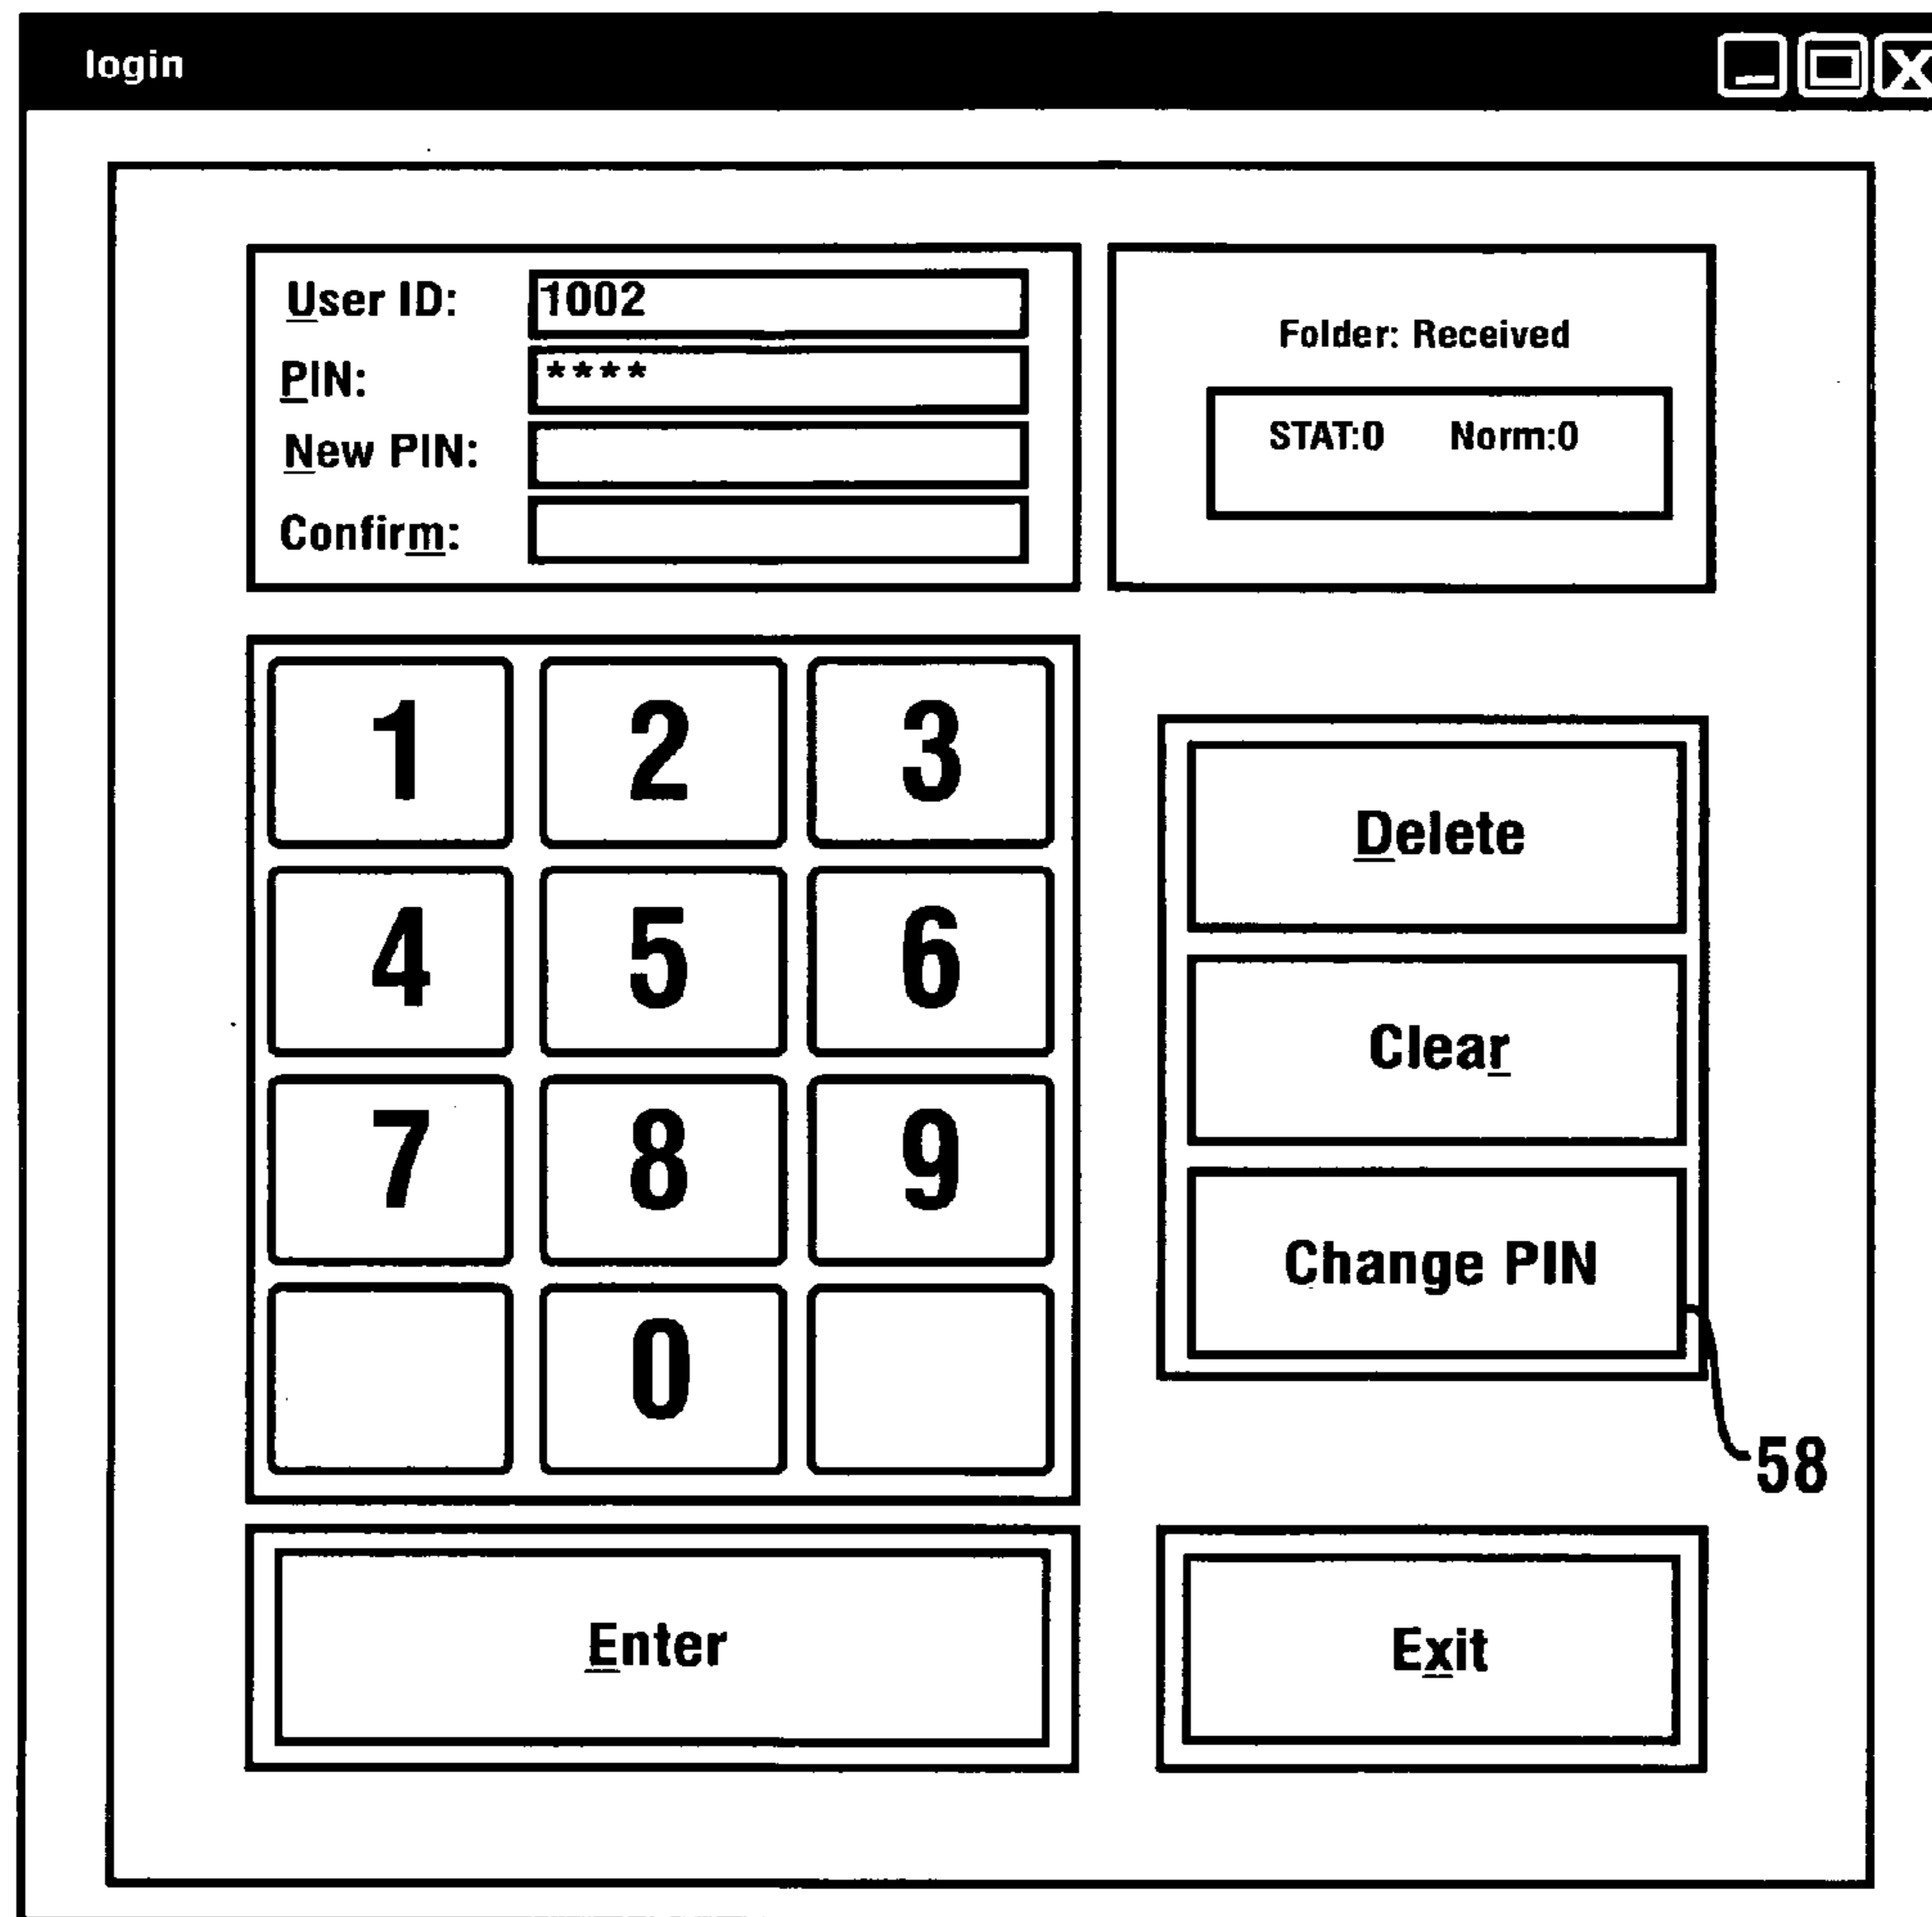 login
User ID: 1002
PIN: ****
New PIN:
Confirm:
Folder: Received
STAT:0 Norm:0
1 2 3
4 5 6
7 8 9
0
Delete
Clear
Change PIN
58
Enter
Exit